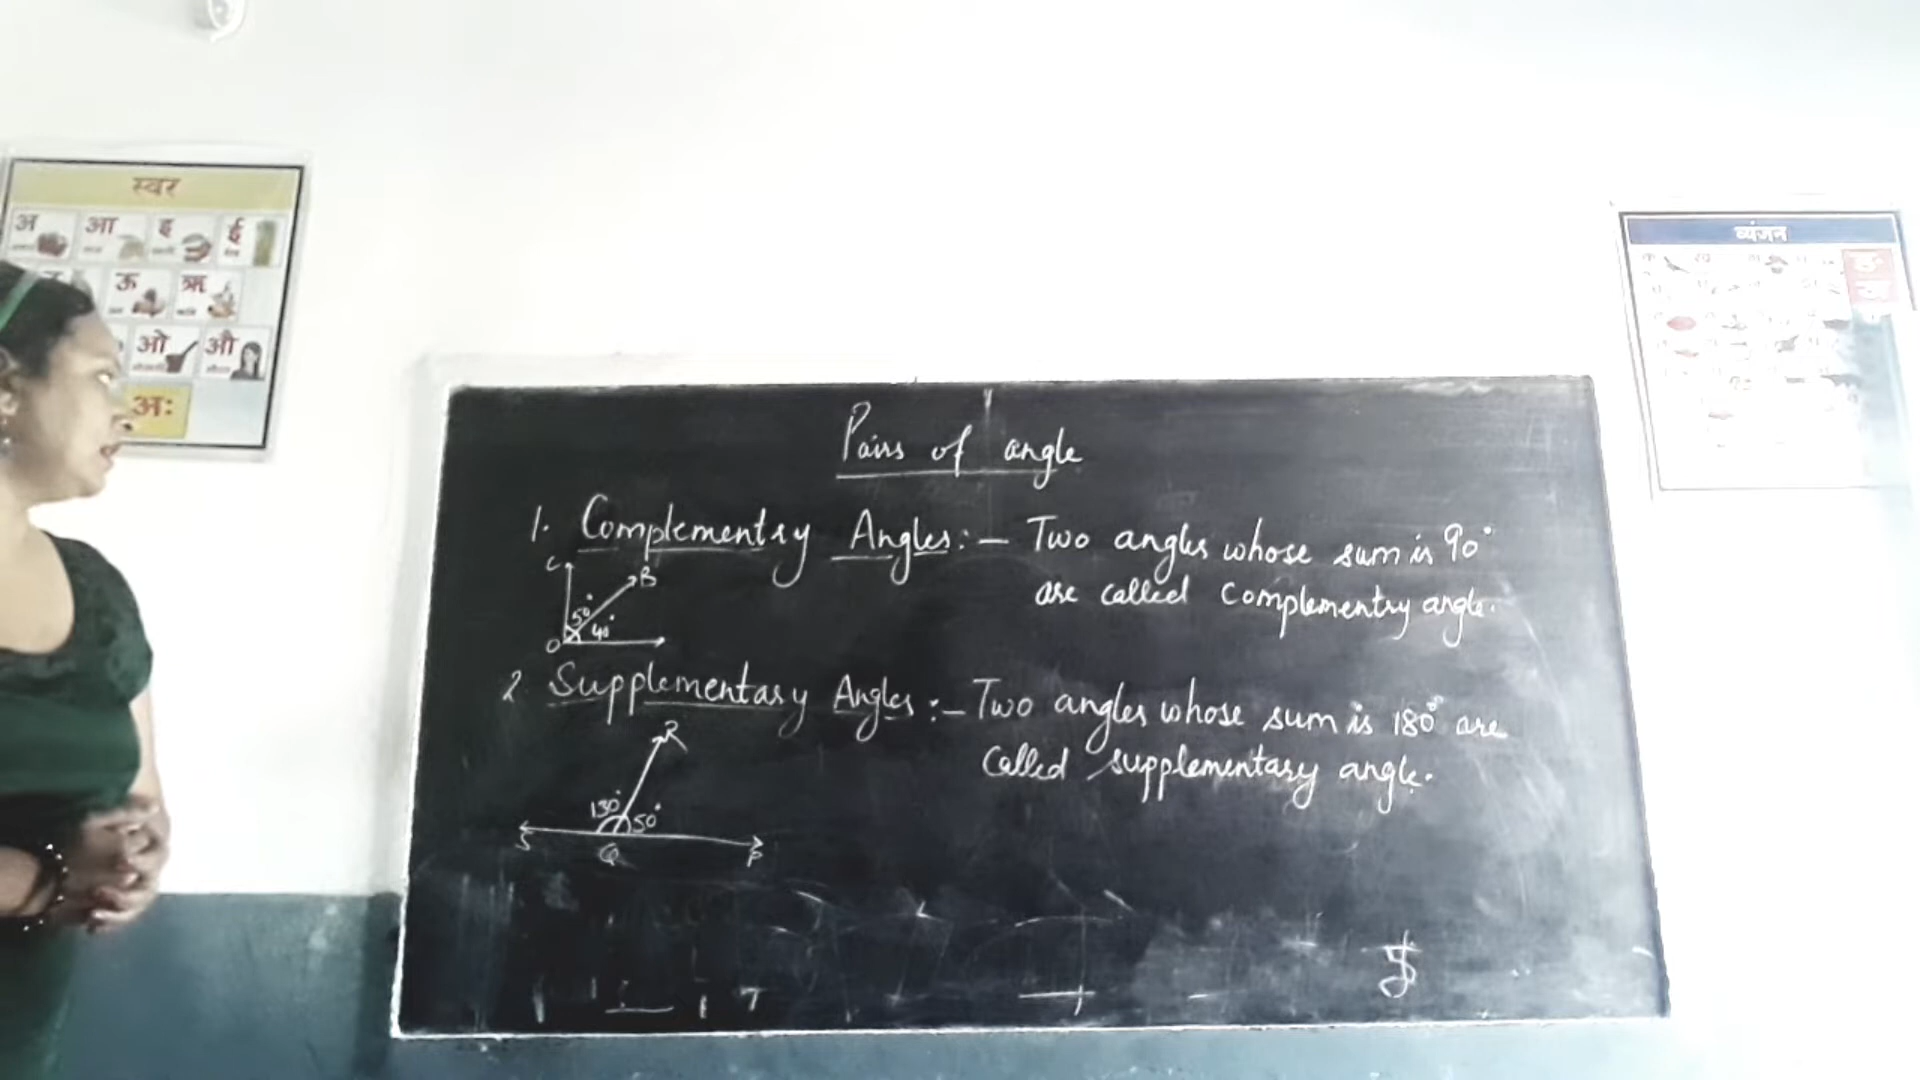 स्वर
अ आ इ ई
ऊ ऋ
ओ औ
अः
व्यंजन
Pairs of angle
1. Complementry Angles:- Two angles whose sum is 90°
are called Complementry angle.
C B
50°
40°
O
2 Supplementary Angles:- Two angles whose sum is 180° are
Called supplementary angle.
R
130° 50°
S Q P